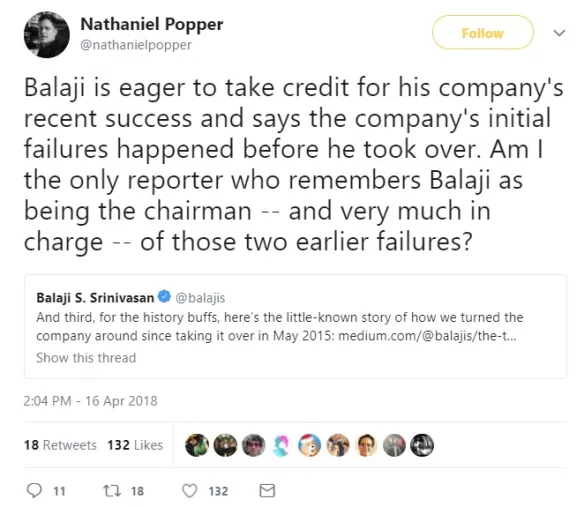 Nathaniel Popper
@nathanielpopper
Follow
Balaji is eager to take credit for his company's
recent success and says the company's initial
failures happened before he took over. Am I
the only reporter who remembers Balaji as
being the chairman -- and very much in
charge -- of those two earlier failures?
Balaji S. Srinivasan @balajis
And third, for the history buffs, here's the little-known story of how we turned the
company around since taking it over in May 2015: medium.com/@balajis/the-t...
Show this thread
2:04 PM - 16 Apr 2018
18 Retweets 132 Likes
11 18 132